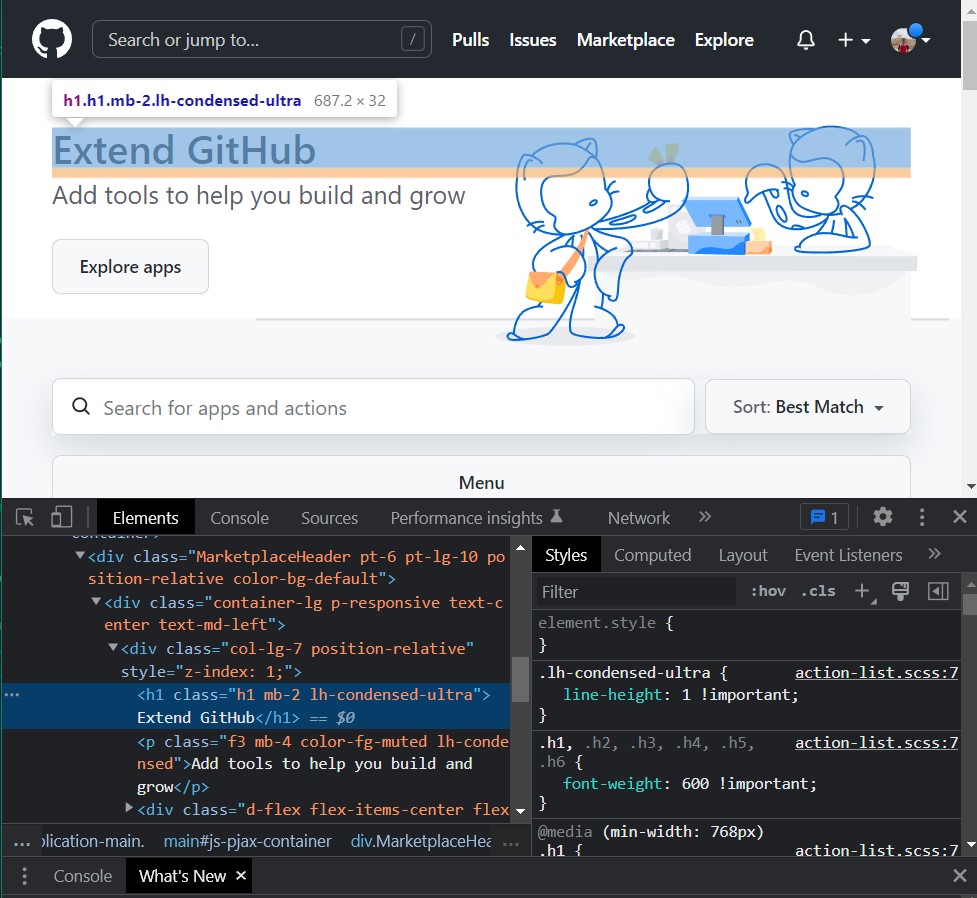 Search or jump to...
/
Pulls
Issues
Marketplace
Explore
h1.h1.mb-2.lh-condensed-ultra 687.2 × 32
Extend GitHub
Add tools to help you build and grow
Explore apps
Search for apps and actions
Sort: Best Match
Menu
Elements
Console
Sources
Performance insights
Network
»
1
<div class="MarketplaceHeader pt-6 pt-lg-10 po
sition-relative color-bg-default">
<div class="container-lg p-responsive text-c
enter text-md-left">
<div class="col-lg-7 position-relative"
style="z-index: 1;">
<h1 class="h1 mb-2 lh-condensed-ultra">
Extend GitHub</h1> == $0
<p class="f3 mb-4 color-fg-muted lh-conde
nsed">Add tools to help you build and
grow</p>
<div class="d-flex flex-items-center flex
... plication-main.
main#js-pjax-container
div.MarketplaceHea
...
Styles
Computed
Layout
Event Listeners
»
Filter
:hov
.cls
element.style {
}
.lh-condensed-ultra {
action-list.scss:7
line-height: 1 !important;
}
.h1, .h2, .h3, .h4, .h5,
action-list.scss:7
.h6 {
font-weight: 600 !important;
}
@media (min-width: 768px)
.h1 {
action-list.scss:7
Console
What's New